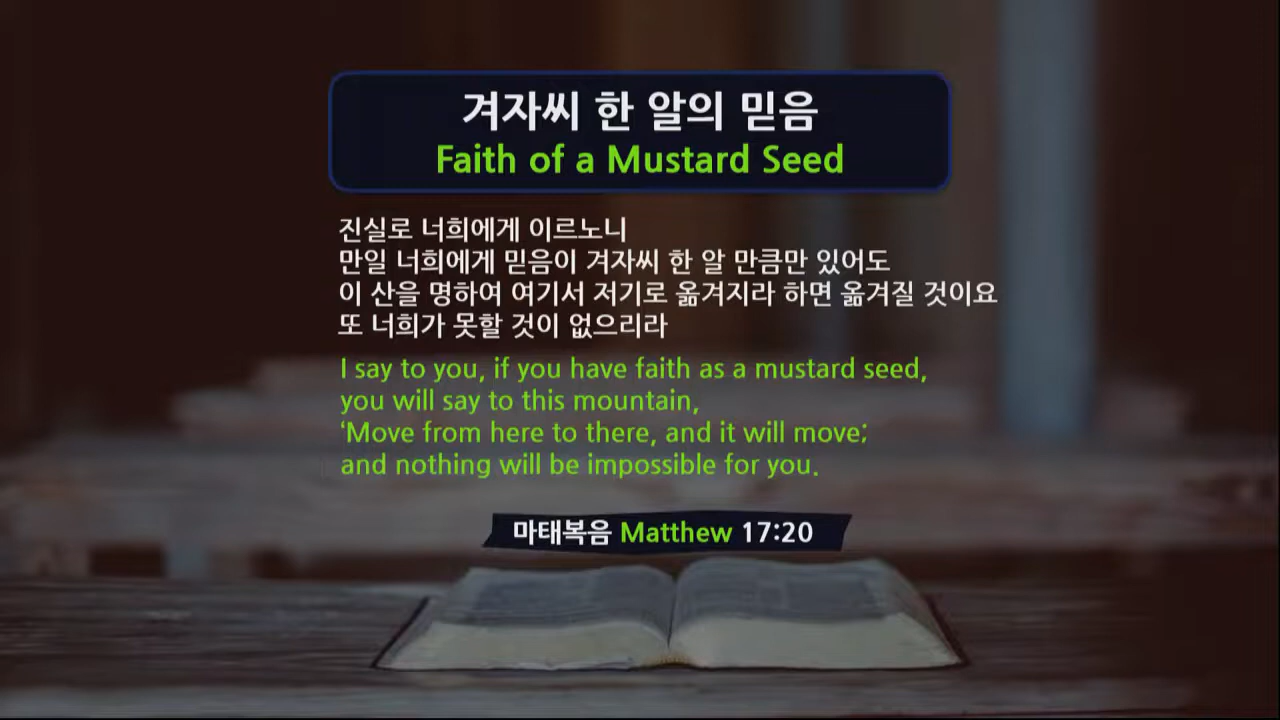 겨자씨 한 알의 믿음
Faith of a Mustard Seed
진실로 너희에게 이르노니
만일 너희에게 믿음이 겨자씨 한 알 만큼만 있어도
이 산을 명하여 여기서 저기로 옮겨지라 하면 옮겨질 것이요
또 너희가 못할 것이 없으리라
I say to you, if you have faith as a mustard seed,
you will say to this mountain,
‘Move from here to there, and it will move;
and nothing will be impossible for you.
마태복음 Matthew 17:20